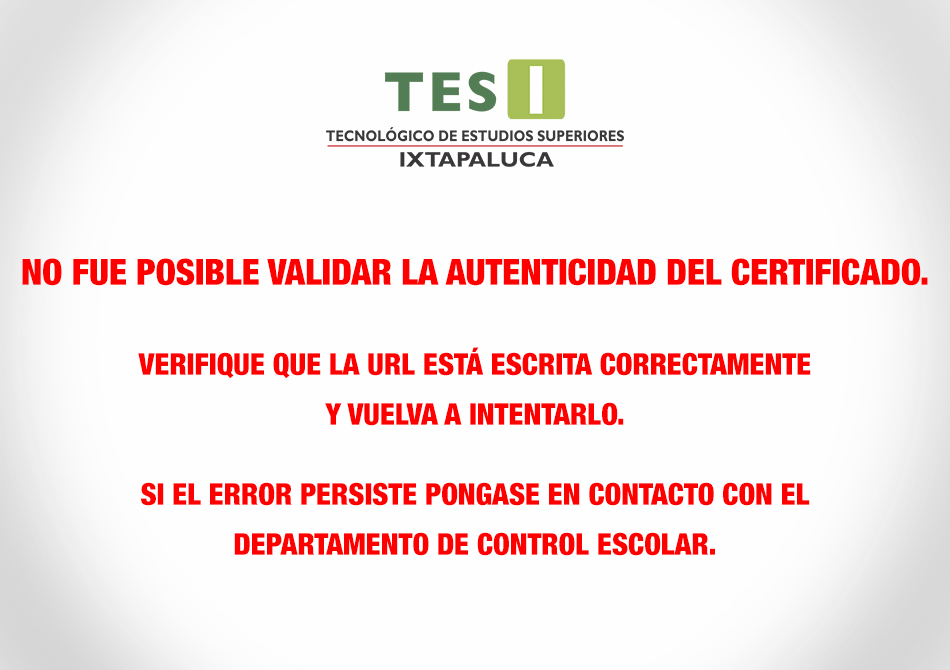 TESI
TECNOLÓGICO DE ESTUDIOS SUPERIORES
IXTAPALUCA
NO FUE POSIBLE VALIDAR LA AUTENTICIDAD DEL CERTIFICADO.
VERIFIQUE QUE LA URL ESTÁ ESCRITA CORRECTAMENTE
Y VUELVA A INTENTARLO.
SI EL ERROR PERSISTE PONGASE EN CONTACTO CON EL
DEPARTAMENTO DE CONTROL ESCOLAR.